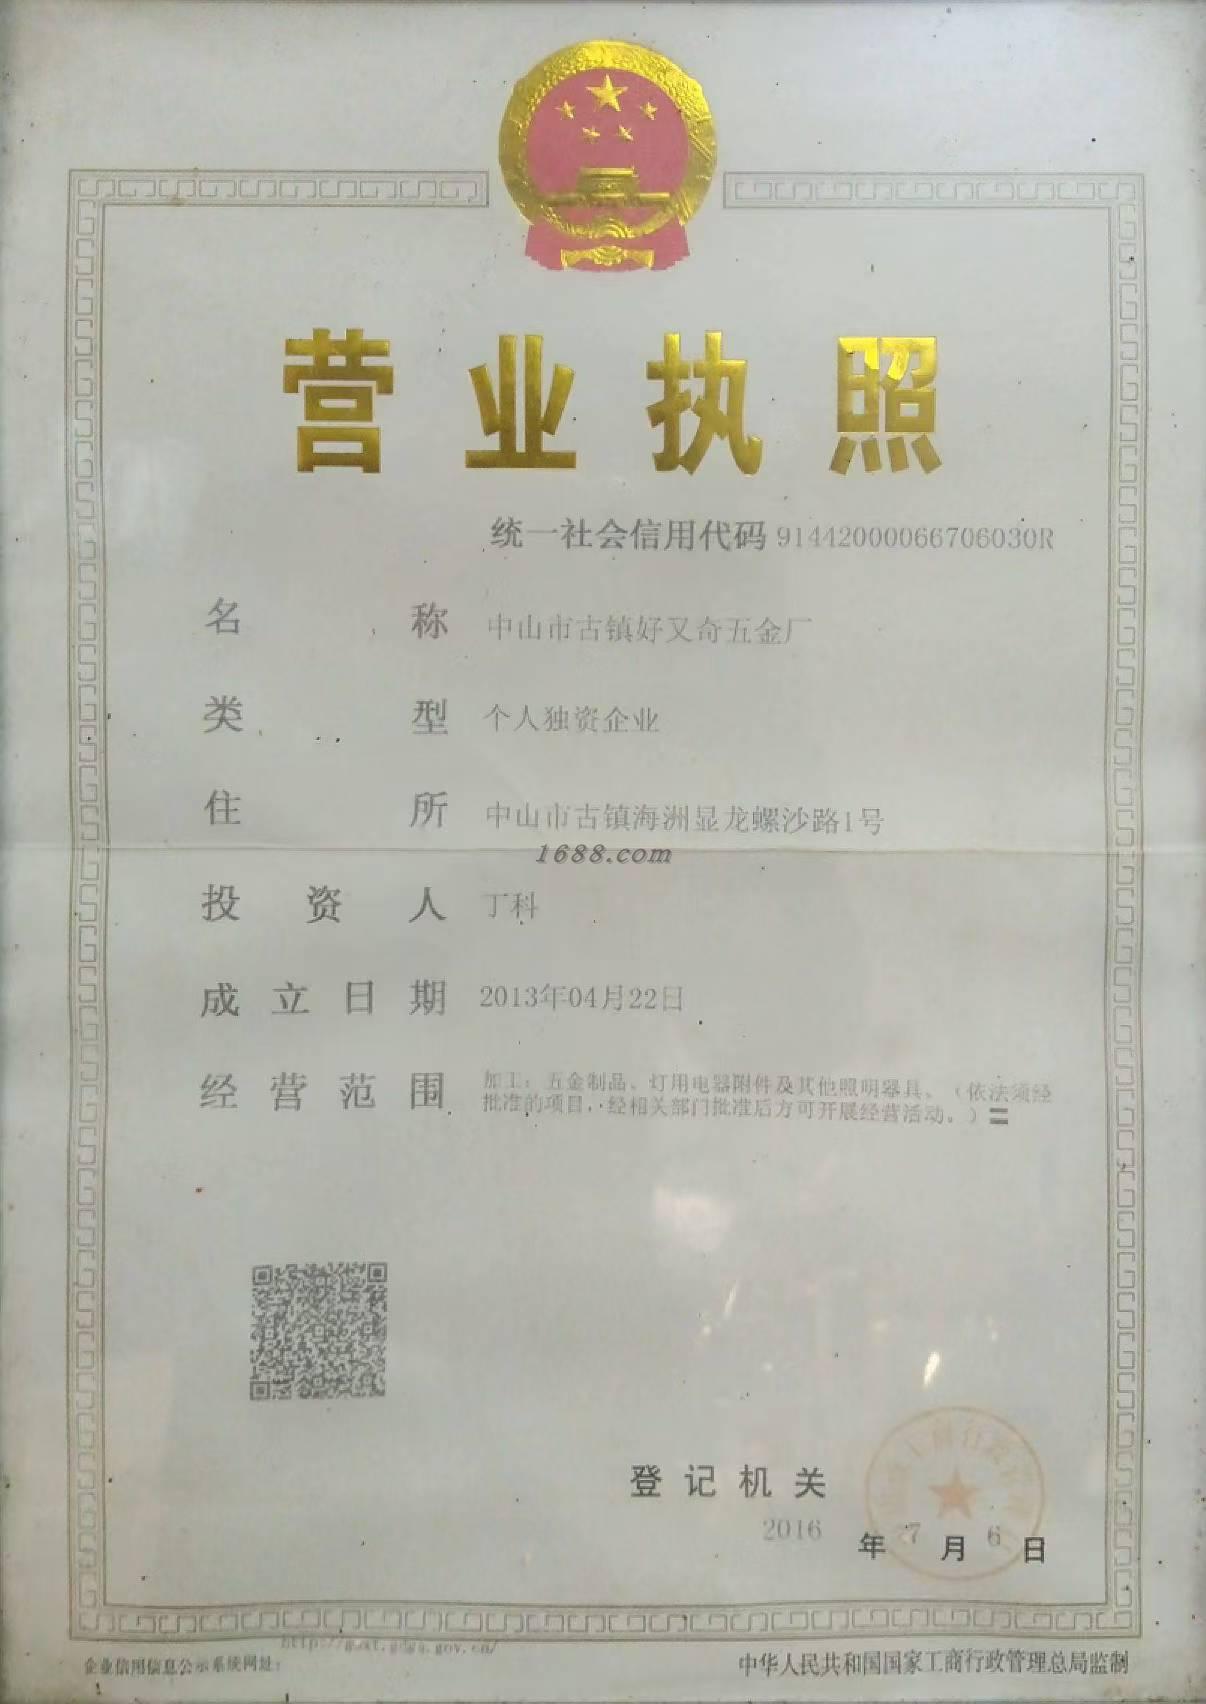 营业执照
统一社会信用代码 91442000066706030R
名称 中山市古镇好又奇五金厂
类型 个人独资企业
住所 中山市古镇海洲显龙螺沙路1号
1688.com
投资人 丁科
成立日期 2013年04月22日
经营范围 加工：五金制品、灯用电器附件及其他照明器具。（依法须经
批准的项目，经相关部门批准后方可开展经营活动。）
登记机关
2016年7月6日
企业信用信息公示系统网址：
中华人民共和国国家工商行政管理总局监制